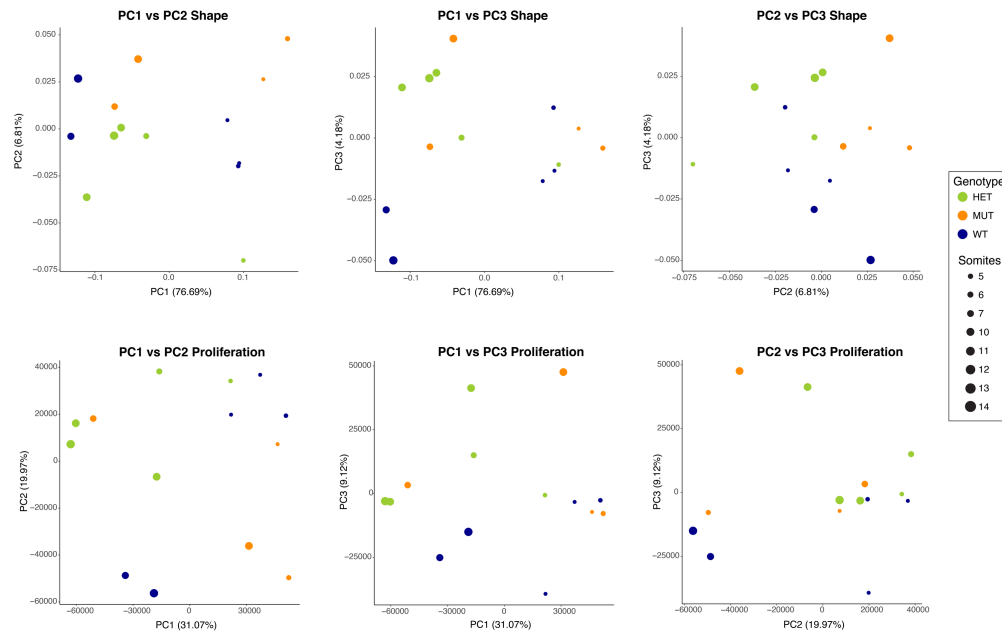 PC1 vs PC2 Shape
PC1 vs PC3 Shape
PC2 vs PC3 Shape
0.050
0.025
0.000
−0.025
−0.050
−0.075
PC2 (6.81%)
−0.1
0.0
0.1
PC1 (76.69%)
0.050
0.025
0.000
−0.025
−0.050
PC3 (4.18%)
−0.1
0.0
0.1
PC1 (76.69%)
0.050
0.025
0.000
−0.025
−0.050
PC3 (4.18%)
−0.075
−0.050
−0.025
0.000
0.025
0.050
PC2 (6.81%)
Genotype
HET
MUT
WT
Somites
5
6
7
10
11
12
13
14
PC1 vs PC2 Proliferation
PC1 vs PC3 Proliferation
PC2 vs PC3 Proliferation
40000
20000
0
−20000
−40000
−60000
PC2 (19.97%)
−60000
−30000
0
30000
PC1 (31.07%)
50000
25000
0
−25000
PC3 (9.12%)
−60000
−30000
0
30000
PC1 (31.07%)
50000
25000
0
−25000
PC3 (9.12%)
−60000
−40000
−20000
0
20000
40000
PC2 (19.97%)